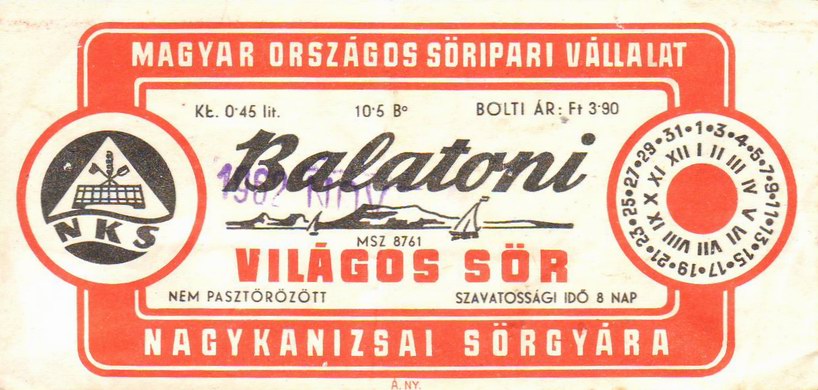 MAGYAR ORSZÁGOS SÖRIPARI VÁLLALAT
Kt. 0·45 lit. 10·5 B° BOLTI ÁR: Ft 3·90
Balatoni
MSZ 8761
VILÁGOS SÖR
NEM PASZTÖRÖZÖTT SZAVATOSSÁGI IDŐ 8 NAP
NAGYKANIZSAI SÖRGYÁRA
NKS
1•3•4•5•7•9•11•13•15•17•19•21•23•25•27•29•31
I II III IV V VI VII VIII IX X XI XII
Á. NY.